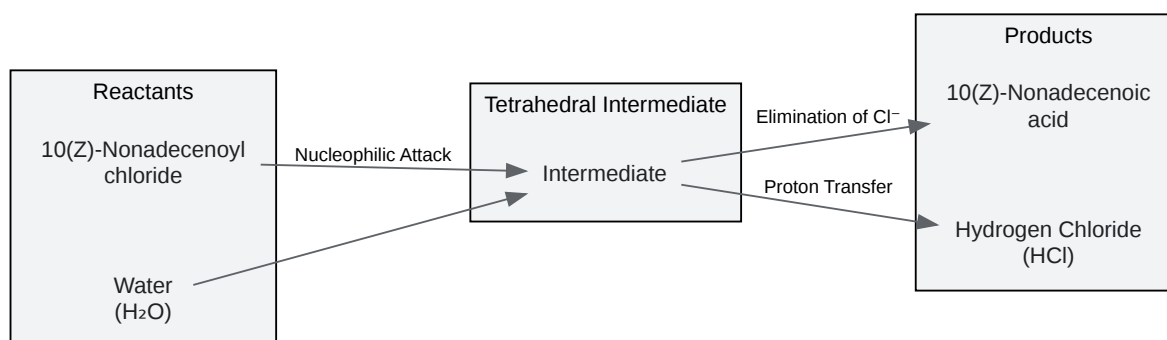 Reactants
10(Z)-Nonadecenoyl
chloride
Water
(H₂O)
Nucleophilic Attack
Tetrahedral Intermediate
Intermediate
Elimination of Cl⁻
Proton Transfer
Products
10(Z)-Nonadecenoic
acid
Hydrogen Chloride
(HCl)